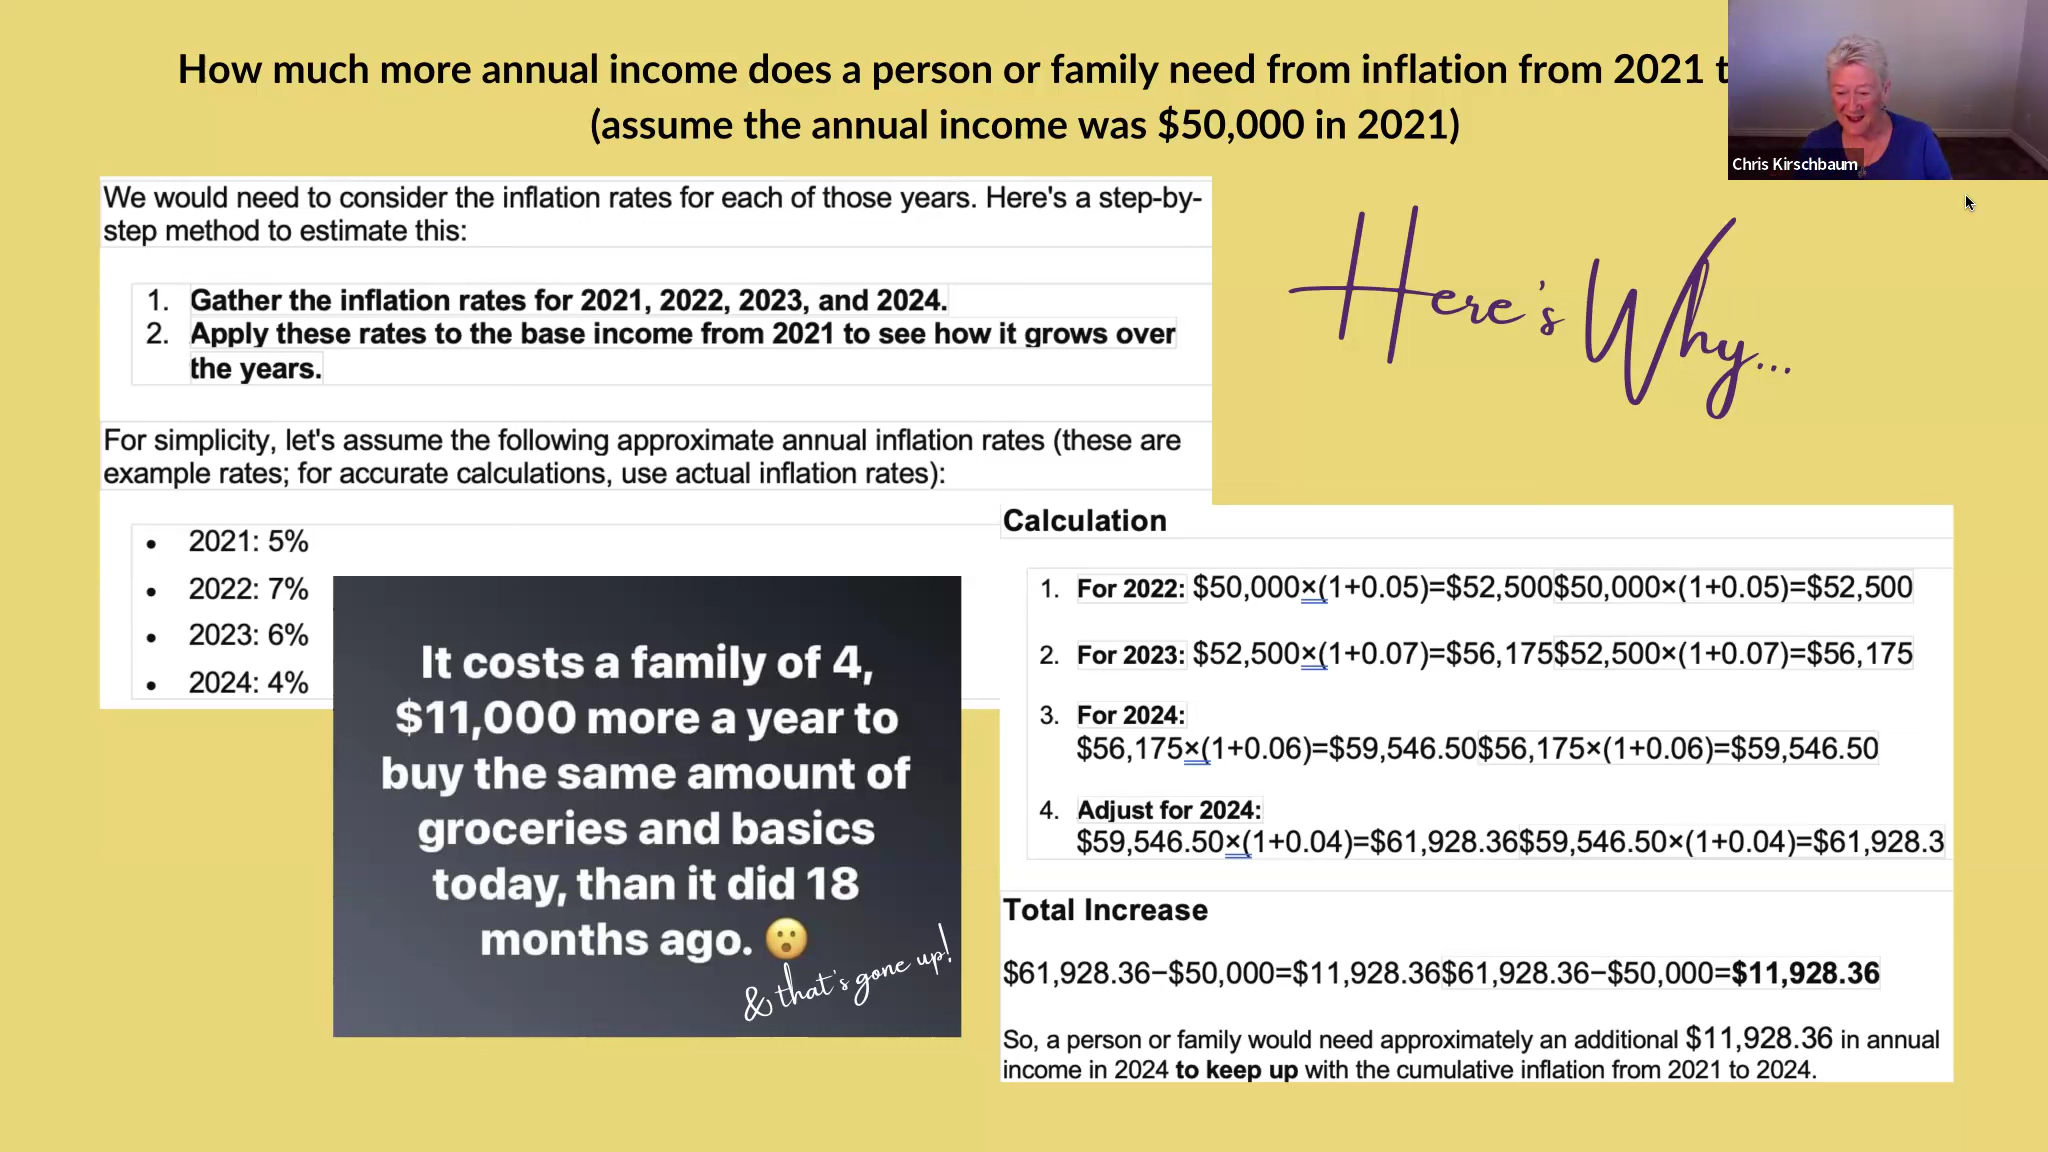 How much more annual income does a person or family need from inflation from 2021
(assume the annual income was $50,000 in 2021)
Chris Kirschbaum
We would need to consider the inflation rates for each of those years. Here's a step-by-
step method to estimate this:
1. Gather the inflation rates for 2021, 2022, 2023, and 2024.
2. Apply these rates to the base income from 2021 to see how it grows over
the years.
For simplicity, let's assume the following approximate annual inflation rates (these are
example rates; for accurate calculations, use actual inflation rates):
• 2021: 5%
• 2022: 7%
• 2023: 6%
• 2024: 4%
It costs a family of 4,
$11,000 more a year to
buy the same amount of
groceries and basics
today, than it did 18
months ago. 😮
& that's gone up!
Here's Why...
Calculation
1. For 2022: $50,000×(1+0.05)=$52,500$50,000×(1+0.05)=$52,500
2. For 2023: $52,500×(1+0.07)=$56,175$52,500×(1+0.07)=$56,175
3. For 2024:
$56,175×(1+0.06)=$59,546.50$56,175×(1+0.06)=$59,546.50
4. Adjust for 2024:
$59,546.50×(1+0.04)=$61,928.36$59,546.50×(1+0.04)=$61,928.3
Total Increase
$61,928.36−$50,000=$11,928.36$61,928.36−$50,000=$11,928.36
So, a person or family would need approximately an additional $11,928.36 in annual
income in 2024 to keep up with the cumulative inflation from 2021 to 2024.